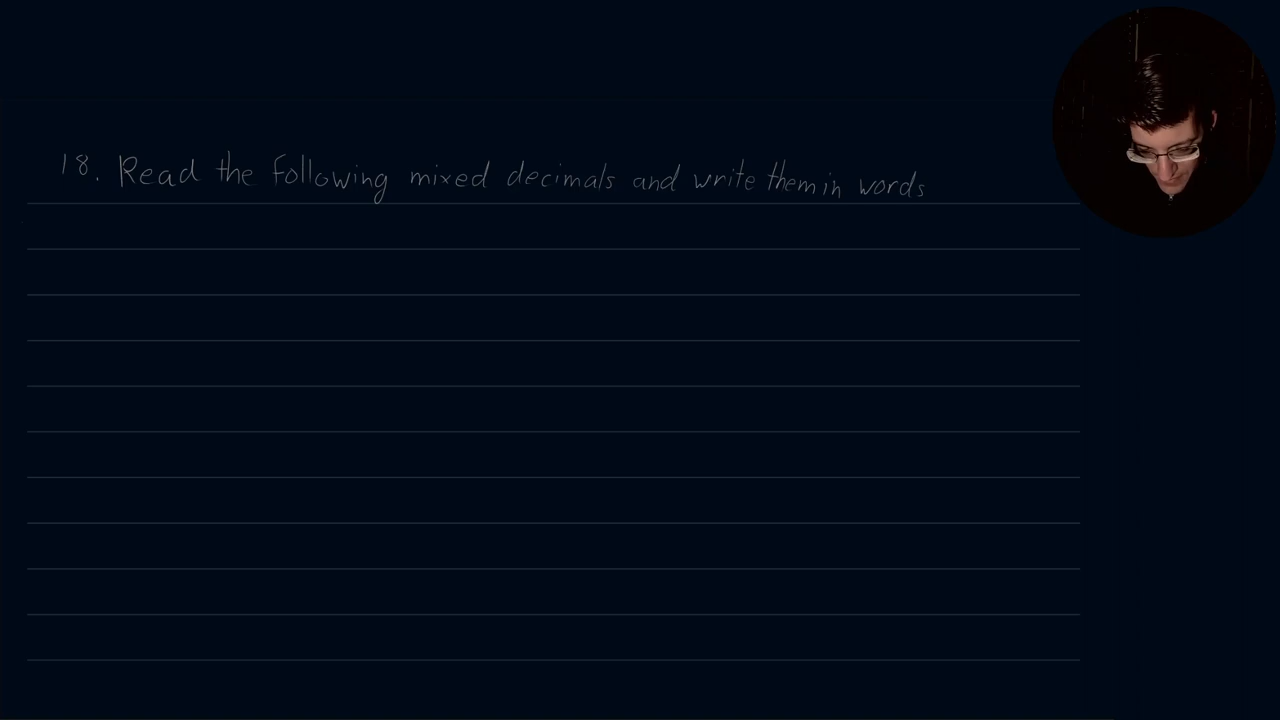 18. Read the following mixed decimals and write them in words